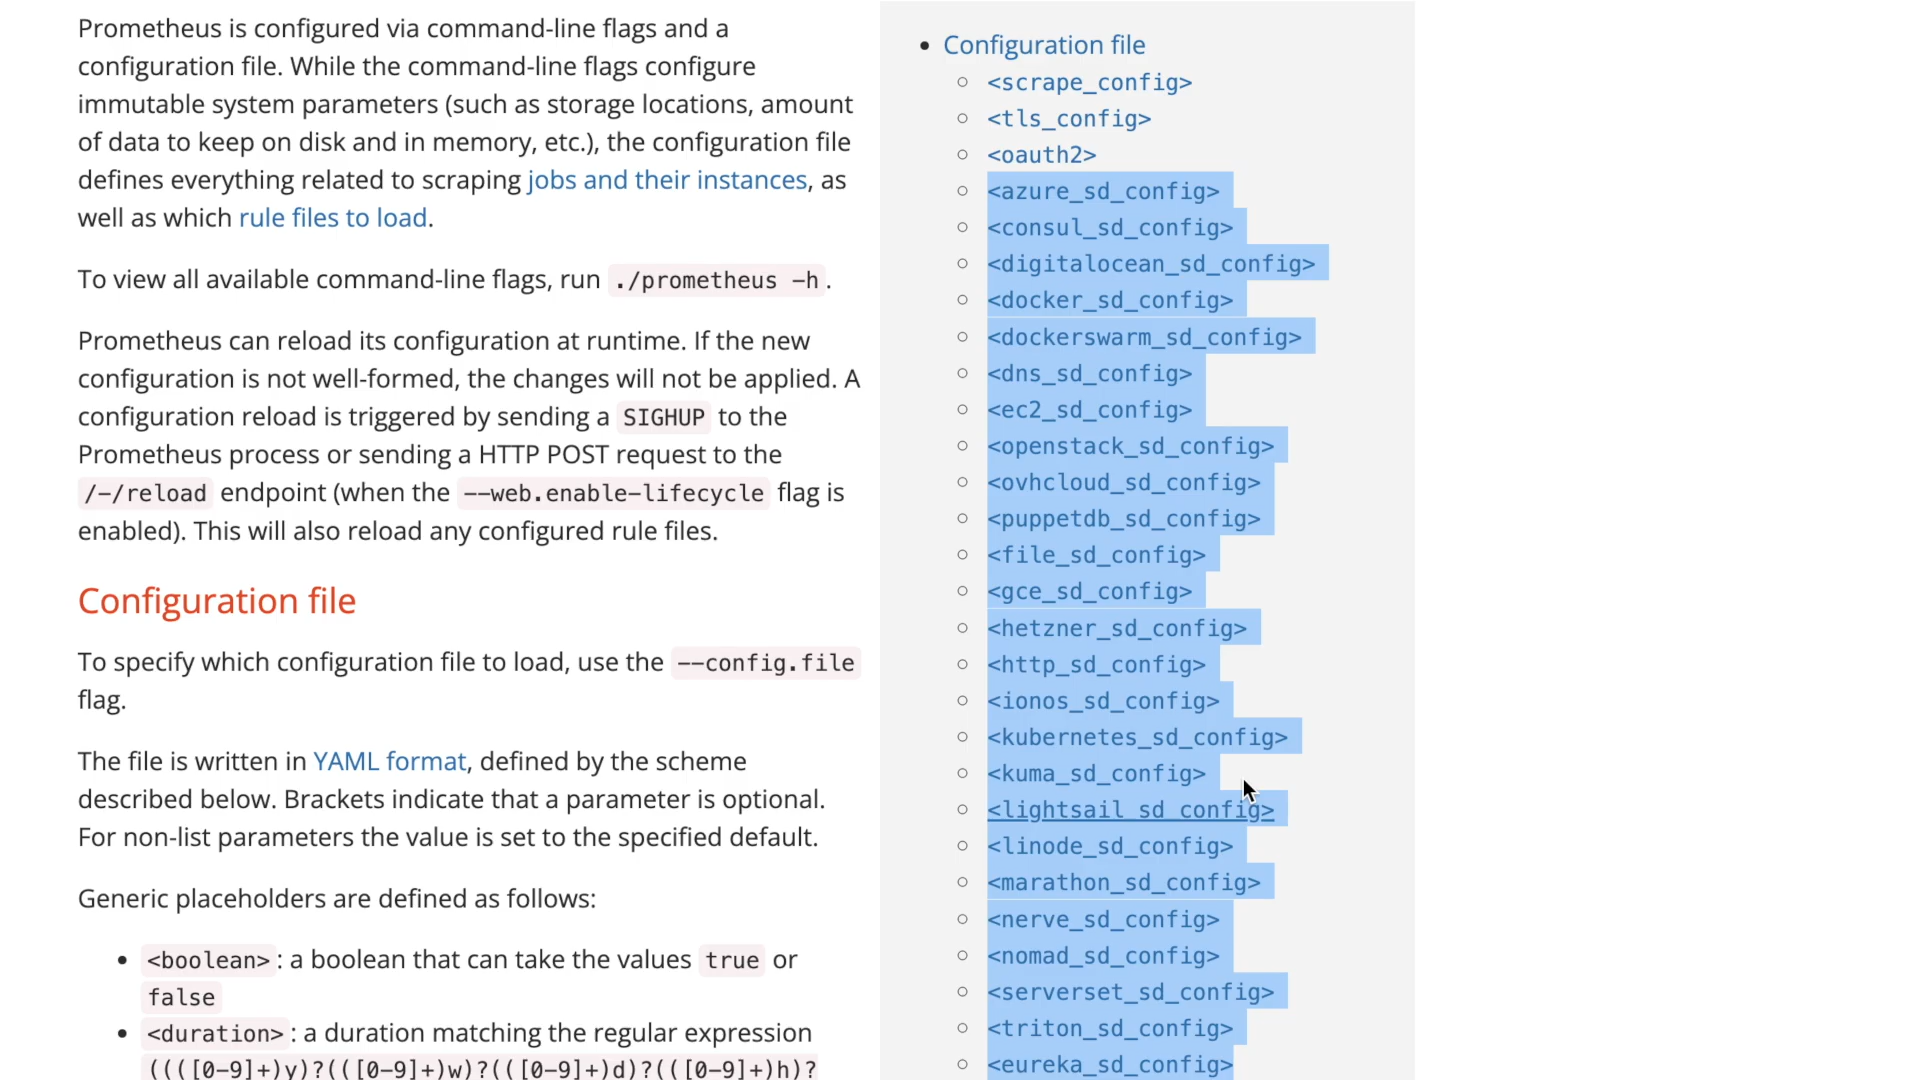 Prometheus is configured via command-line flags and a
configuration file. While the command-line flags configure
immutable system parameters (such as storage locations, amount
of data to keep on disk and in memory, etc.), the configuration file
defines everything related to scraping jobs and their instances, as
well as which rule files to load.
To view all available command-line flags, run ./prometheus -h.
Prometheus can reload its configuration at runtime. If the new
configuration is not well-formed, the changes will not be applied. A
configuration reload is triggered by sending a SIGHUP to the
Prometheus process or sending a HTTP POST request to the
/-/reload endpoint (when the --web.enable-lifecycle flag is
enabled). This will also reload any configured rule files.
Configuration file
To specify which configuration file to load, use the --config.file
flag.
The file is written in YAML format, defined by the scheme
described below. Brackets indicate that a parameter is optional.
For non-list parameters the value is set to the specified default.
Generic placeholders are defined as follows:
<boolean>: a boolean that can take the values true or
false
<duration>: a duration matching the regular expression
((([0-9]+)y)?(([0-9]+)w)?(([0-9]+)d)?(([0-9]+)h)?
Configuration file
<scrape_config>
<tls_config>
<oauth2>
<azure_sd_config>
<consul_sd_config>
<digitalocean_sd_config>
<docker_sd_config>
<dockerswarm_sd_config>
<dns_sd_config>
<ec2_sd_config>
<openstack_sd_config>
<ovhcloud_sd_config>
<puppetdb_sd_config>
<file_sd_config>
<gce_sd_config>
<hetzner_sd_config>
<http_sd_config>
<ionos_sd_config>
<kubernetes_sd_config>
<kuma_sd_config>
<lightsail_sd_config>
<linode_sd_config>
<marathon_sd_config>
<nerve_sd_config>
<nomad_sd_config>
<serverset_sd_config>
<triton_sd_config>
<eureka_sd_config>